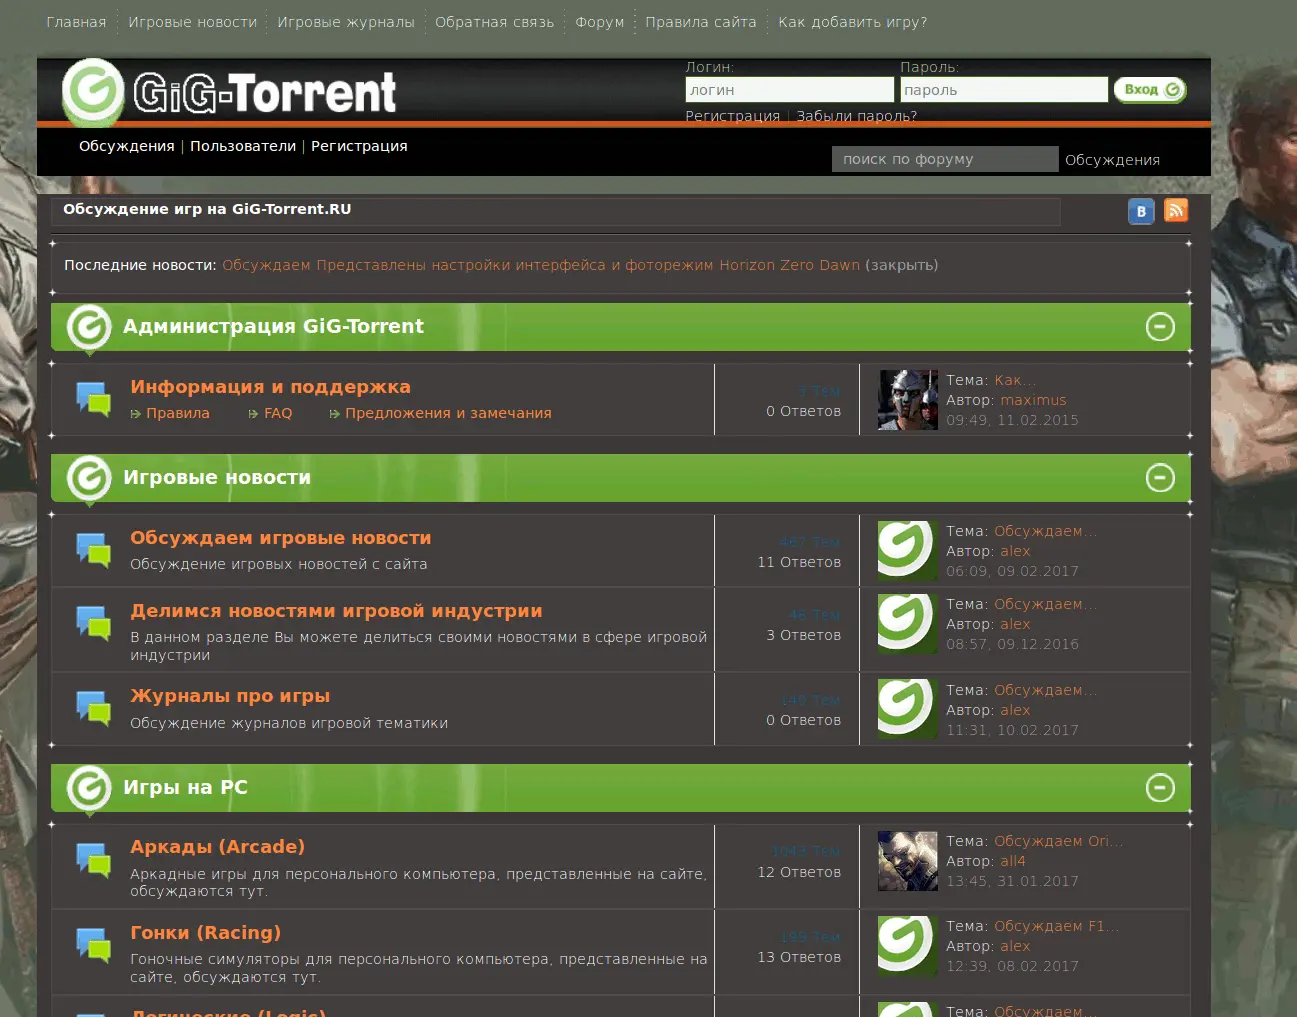 Главная
Игровые новости
Игровые журналы
Обратная связь
Форум
Правила сайта
Как добавить игру?
GiG-Torrent
Логин:
Пароль:
логин
пароль
Вход
Регистрация | Забыли пароль?
Обсуждения | Пользователи | Регистрация
поиск по форуму
Обсуждения
Обсуждение игр на GiG-Torrent.RU
В
Последние новости: Обсуждаем Представлены настройки интерфейса и фоторежим Horizon Zero Dawn (закрыть)
Администрация GiG-Torrent
Информация и поддержка
Правила
FAQ
Предложения и замечания
3 Тем
0 Ответов
Тема: Как...
Автор: maximus
09:49, 11.02.2015
Игровые новости
Обсуждаем игровые новости
Обсуждение игровых новостей с сайта
467 Тем
11 Ответов
Тема: Обсуждаем...
Автор: alex
06:09, 09.02.2017
Делимся новостями игровой индустрии
В данном разделе Вы можете делиться своими новостями в сфере игровой
индустрии
48 Тем
3 Ответов
Тема: Обсуждаем...
Автор: alex
08:57, 09.12.2016
Журналы про игры
Обсуждение журналов игровой тематики
140 Тем
0 Ответов
Тема: Обсуждаем...
Автор: alex
11:31, 10.02.2017
Игры на PC
Аркады (Arcade)
Аркадные игры для персонального компьютера, представленные на сайте,
обсуждаются тут.
1043 Тем
12 Ответов
Тема: Обсуждаем Ori...
Автор: all4
13:45, 31.01.2017
Гонки (Racing)
Гоночные симуляторы для персонального компьютера, представленные на
сайте, обсуждаются тут.
193 Тем
13 Ответов
Тема: Обсуждаем F1...
Автор: alex
12:39, 08.02.2017
Логические (Logic)
Тема: Обсуждаем...